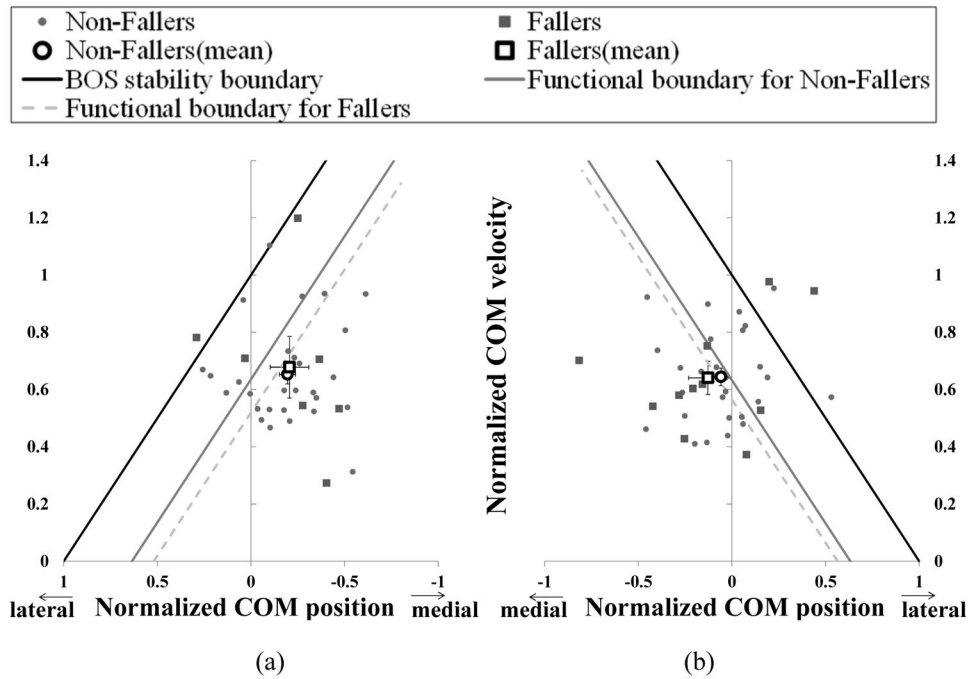 Non-Fallers Fallers
Non-Fallers(mean) Fallers(mean)
BOS stability boundary Functional boundary for Non-Fallers
Functional boundary for Fallers
1.4
1.2
1
0.8
0.6
0.4
0.2
0
1 0.5 0 -0.5 -1
lateral Normalized COM position medial
(a)
Normalized COM velocity
1.4
1.2
1
0.8
0.6
0.4
0.2
0
-1 -0.5 0 0.5 1
medial Normalized COM position lateral
(b)